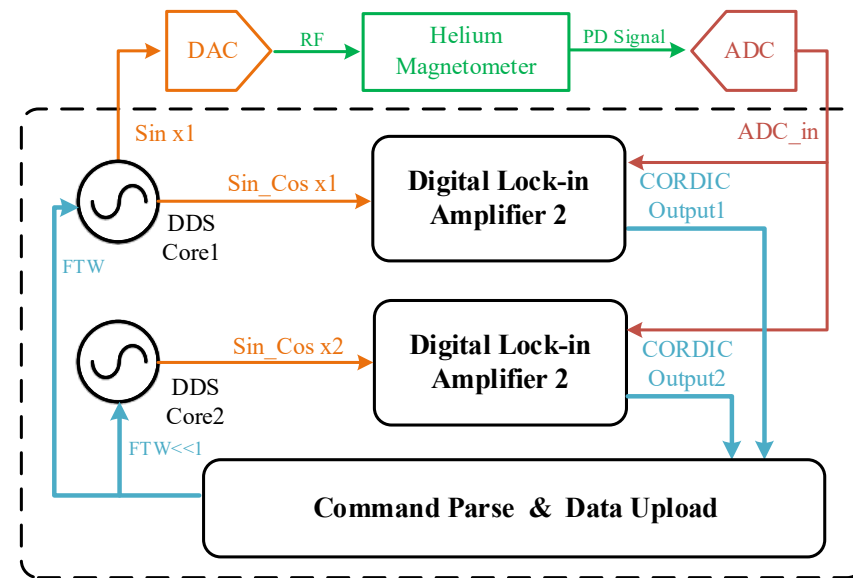 DAC
RF
Helium
Magnetometer
PD Signal
ADC
Sin x1
ADC_in
Sin_Cos x1
Digital Lock-in
Amplifier 2
CORDIC
Output1
DDS
Core1
FTW
Sin_Cos x2
Digital Lock-in
Amplifier 2
CORDIC
Output2
DDS
Core2
FTW<<1
Command Parse & Data Upload